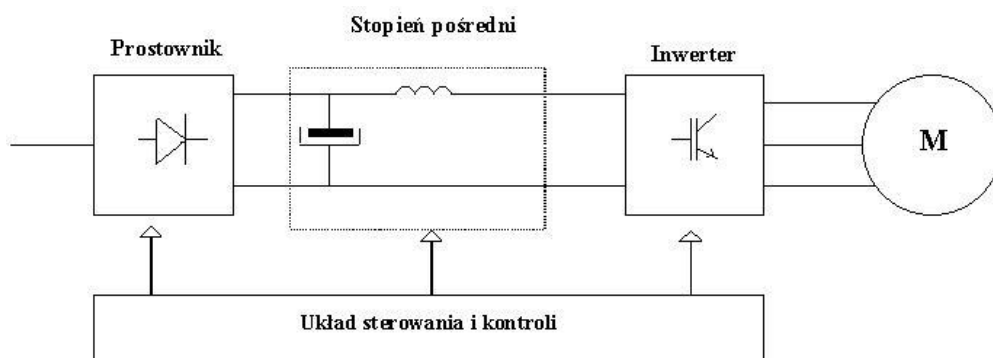 Stopień pośredni
Prostownik
Inwerter
M
Układ sterowania i kontroli